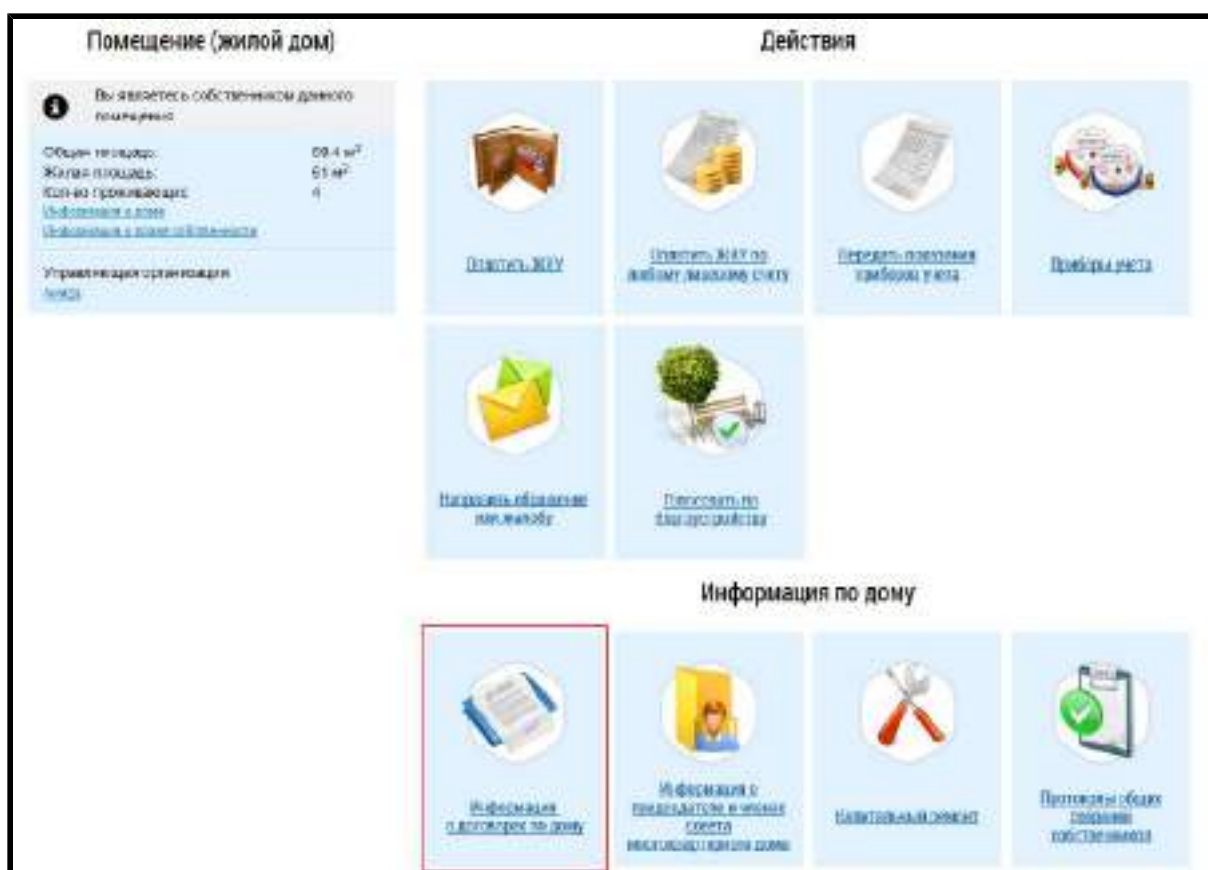 Помещение (жилой дом)
Вы являетесь собственником данного
помещения
Общая площадь:
Жилая площадь: 61 м²
Кол-во проживающих: 4
Информация о доме
Информация о праве собственности
Управляющая организация
Действия
Оплатить ЖКУ
Оплатить ЖКУ по
любому лицевому счету
Передать показания
приборов учета
Приборы учета
Направить обращение
или жалобу
Голосовать по
благоустройству
Информация по дому
Информация
о договорах по дому
Информация о
председателе и членах
совета
многоквартирного дома
Капитальный ремонт
Протоколы общих
собраний
собственников